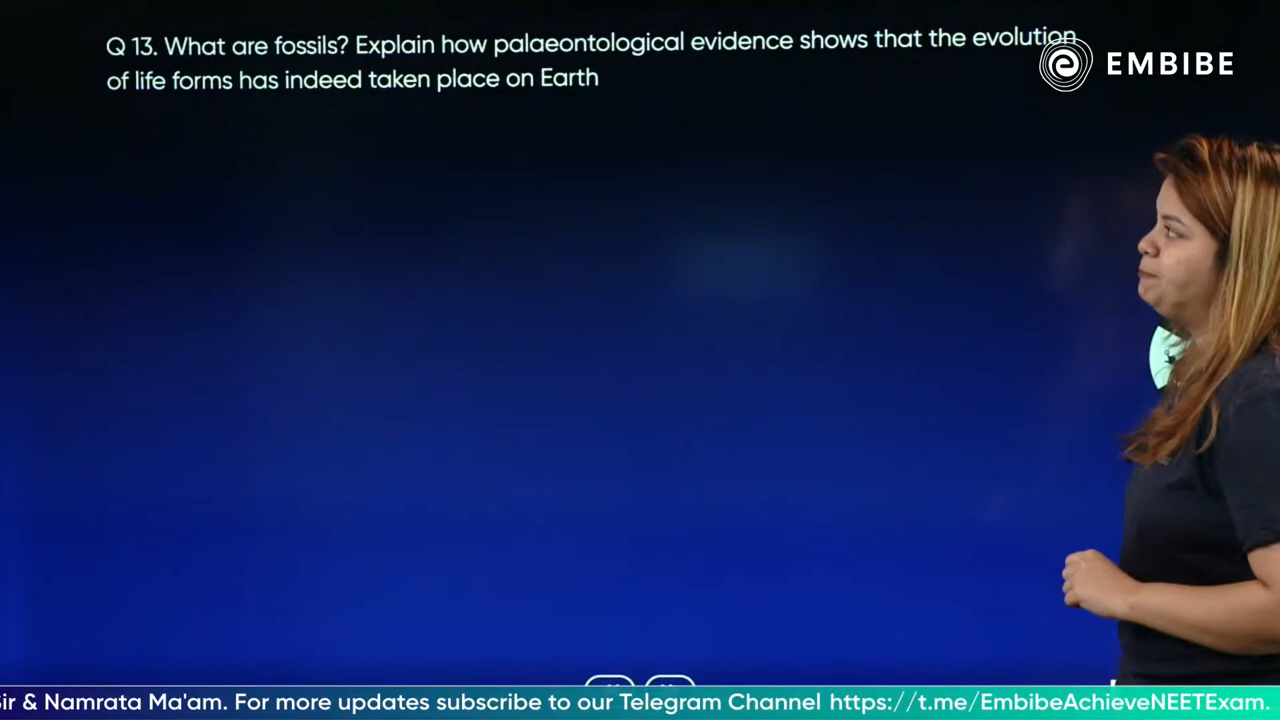 Q 13. What are fossils? Explain how palaeontological evidence shows that the evolution
of life forms has indeed taken place on Earth
EMBIBE
Sir & Namrata Ma'am. For more updates subscribe to our Telegram Channel https://t.me/EmbibeAchieveNEETExam.